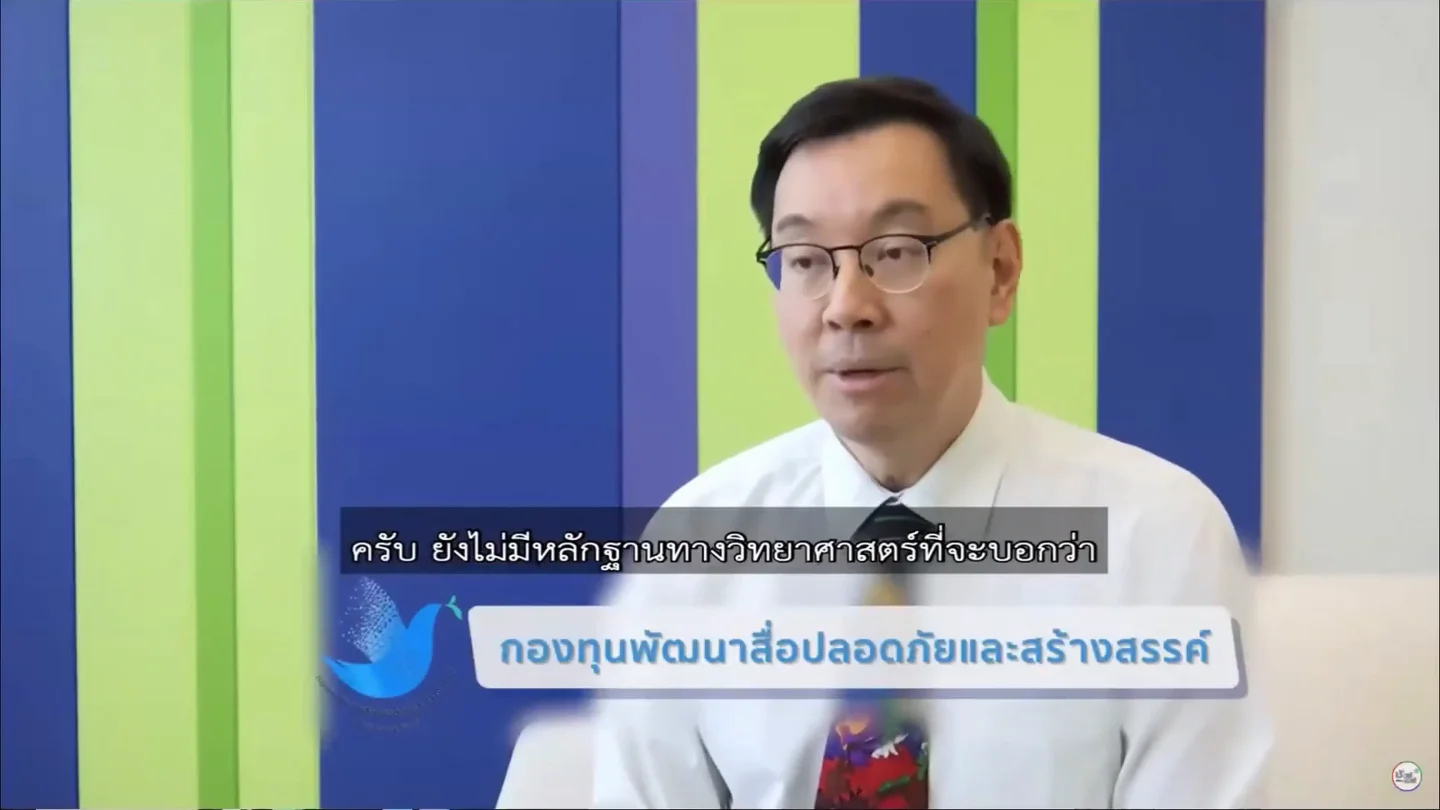 ครับ ยังไม่มีหลักฐานทางวิทยาศาสตร์ที่จะบอกว่า
กองทุนพัฒนาสื่อปลอดภัยและสร้างสรรค์